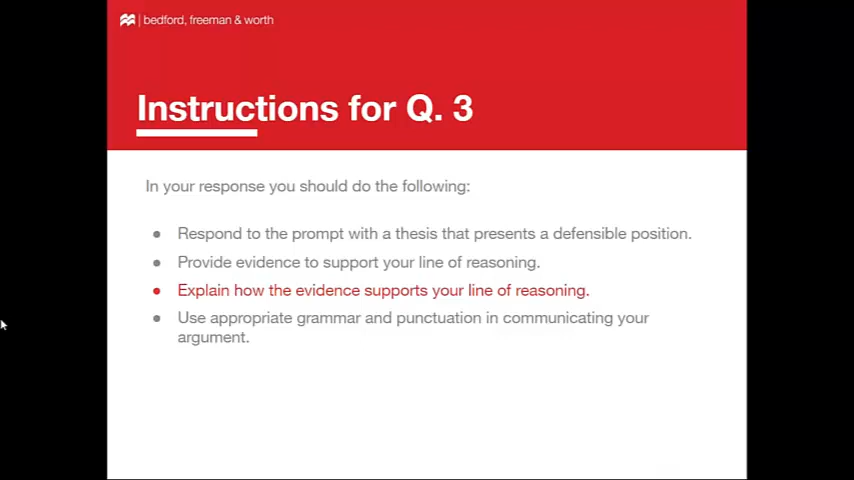 bedford, freeman & worth
Instructions for Q. 3
In your response you should do the following:
● Respond to the prompt with a thesis that presents a defensible position.
● Provide evidence to support your line of reasoning.
● Explain how the evidence supports your line of reasoning.
● Use appropriate grammar and punctuation in communicating your
argument.